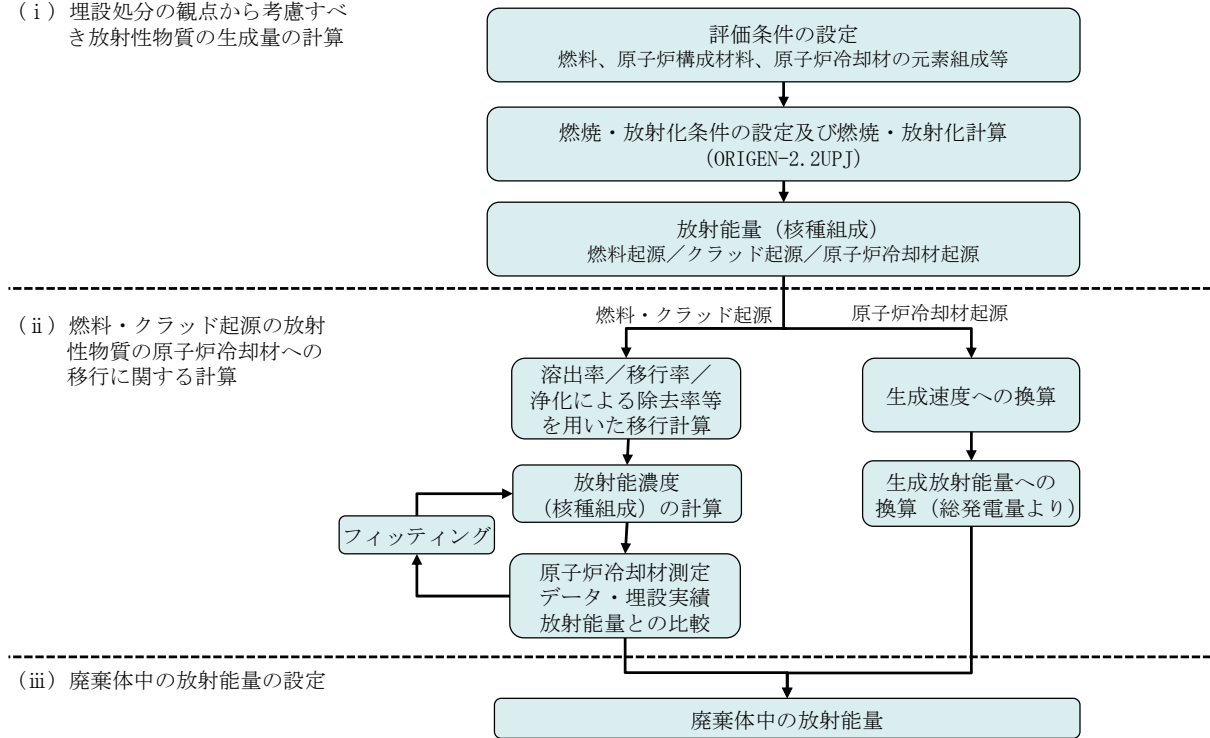 (ⅰ) 埋設処分の観点から考慮すべ
き放射性物質の生成量の計算
評価条件の設定
燃料、原子炉構成材料、原子炉冷却材の元素組成等
燃焼・放射化条件の設定及び燃焼・放射化計算
(ORIGEN-2.2UPJ)
放射能量(核種組成)
燃料起源/クラッド起源/原子炉冷却材起源
(ⅱ) 燃料・クラッド起源の放射
性物質の原子炉冷却材への
移行に関する計算
燃料・クラッド起源
原子炉冷却材起源
溶出率/移行率/
浄化による除去率等
を用いた移行計算
生成速度への換算
放射能濃度
(核種組成)の計算
生成放射能量への
換算(総発電量より)
フィッティング
原子炉冷却材測定
データ・埋設実績
放射能量との比較
(ⅲ) 廃棄体中の放射能量の設定
廃棄体中の放射能量